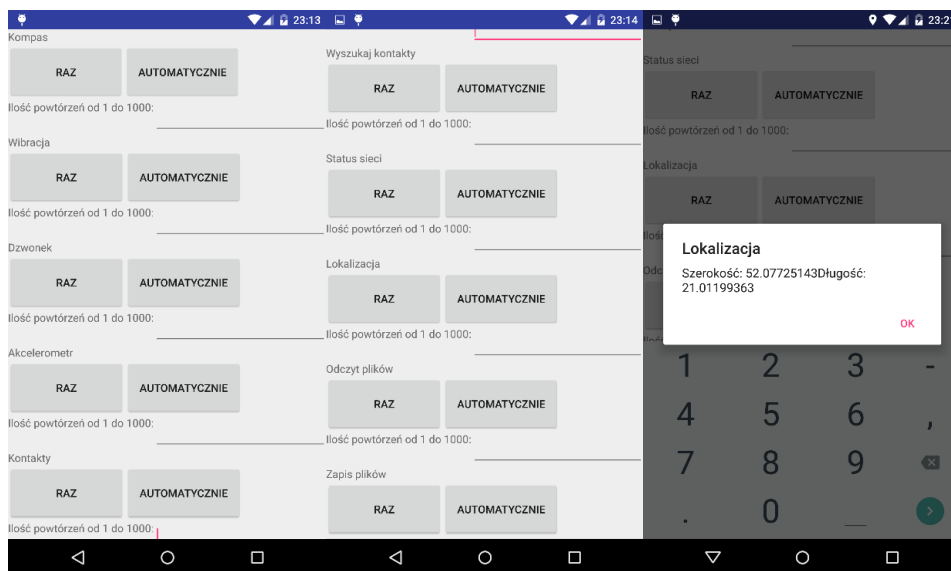 23:13
Kompas
RAZ AUTOMATYCZNIE
Ilość powtórzeń od 1 do 1000:
Wibracja
RAZ AUTOMATYCZNIE
Ilość powtórzeń od 1 do 1000:
Dzwonek
RAZ AUTOMATYCZNIE
Ilość powtórzeń od 1 do 1000:
Akcelerometr
RAZ AUTOMATYCZNIE
Ilość powtórzeń od 1 do 1000:
Kontakty
RAZ AUTOMATYCZNIE
Ilość powtórzeń od 1 do 1000:
23:14
Wyszukaj kontakty
RAZ AUTOMATYCZNIE
Ilość powtórzeń od 1 do 1000:
Status sieci
RAZ AUTOMATYCZNIE
Ilość powtórzeń od 1 do 1000:
Lokalizacja
RAZ AUTOMATYCZNIE
Ilość powtórzeń od 1 do 1000:
Odczyt plików
RAZ AUTOMATYCZNIE
Ilość powtórzeń od 1 do 1000:
Zapis plików
RAZ AUTOMATYCZNIE
Status sieci
RAZ AUTOMATYCZNIE
Ilość powtórzeń od 1 do 1000:
Lokalizacja
RAZ AUTOMATYCZNIE
Lokalizacja
Szerokość: 52.07725143Długość:
21.01199363
OK
1 2 3 -
4 5 6 ,
7 8 9
. 0 _